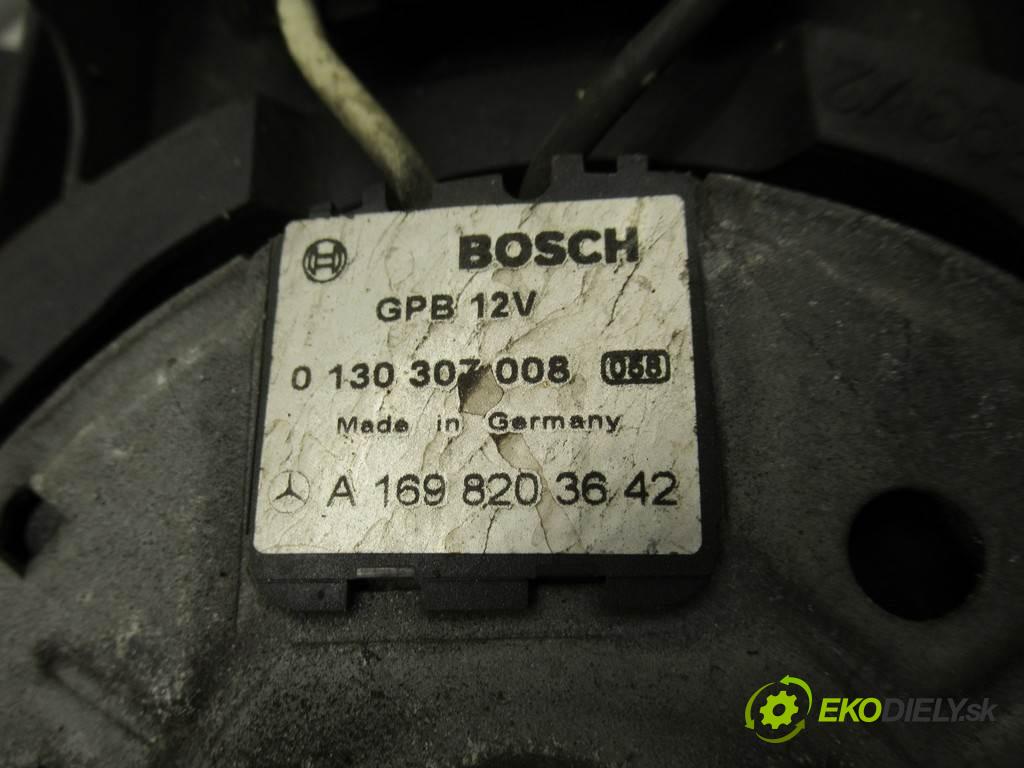 BOSCH
GPB 12V
0 130 307 008 058
Made in Germany
A 169 820 36 42
EKODIELY.sk